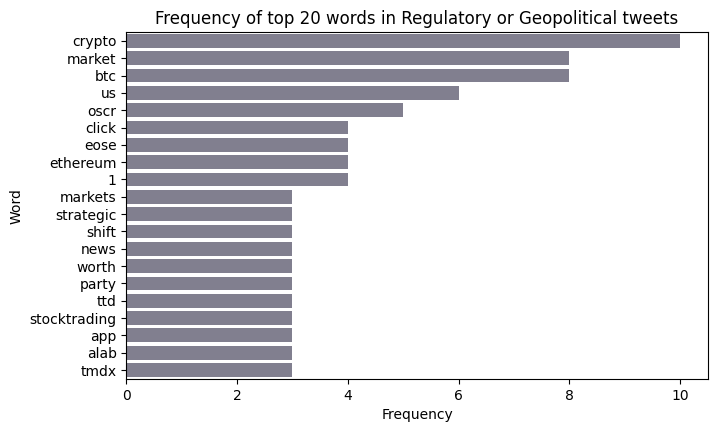 Frequency of top 20 words in Regulatory or Geopolitical tweets
Word
crypto
market
btc
us
oscr
click
eose
ethereum
1
markets
strategic
shift
news
worth
party
ttd
stocktrading
app
alab
tmdx
0 2 4 6 8 10
Frequency